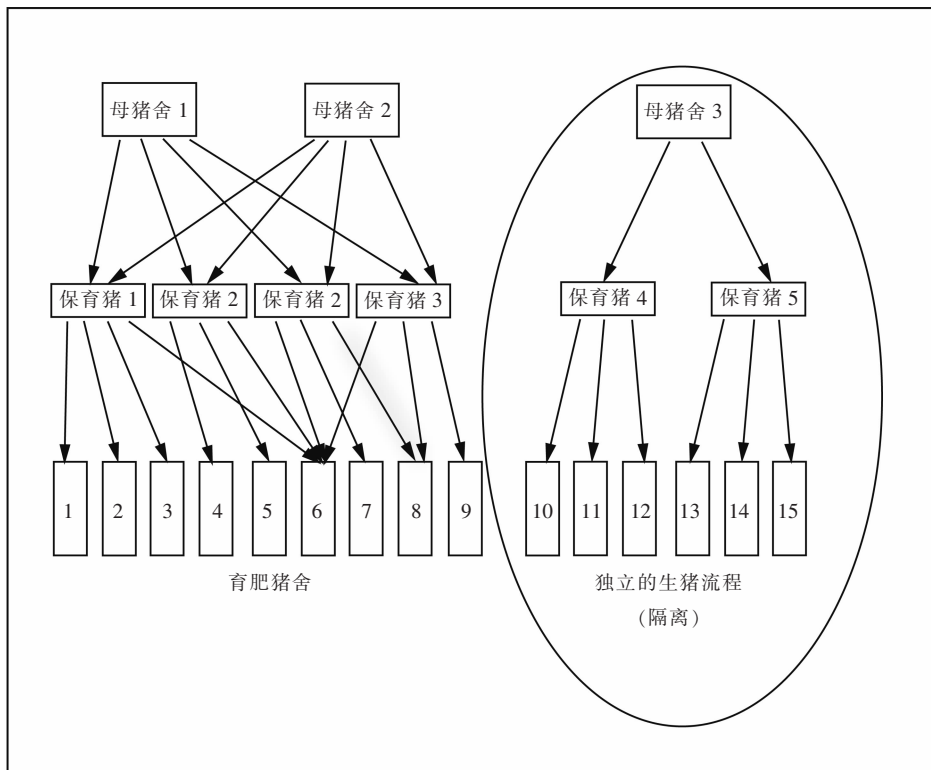 母猪舍 1 母猪舍 2 母猪舍 3
保育猪 1 保育猪 2 保育猪 2 保育猪 3 保育猪 4 保育猪 5
1 2 3 4 5 6 7 8 9 10 11 12 13 14 15
育肥猪舍 独立的生猪流程
(隔离)